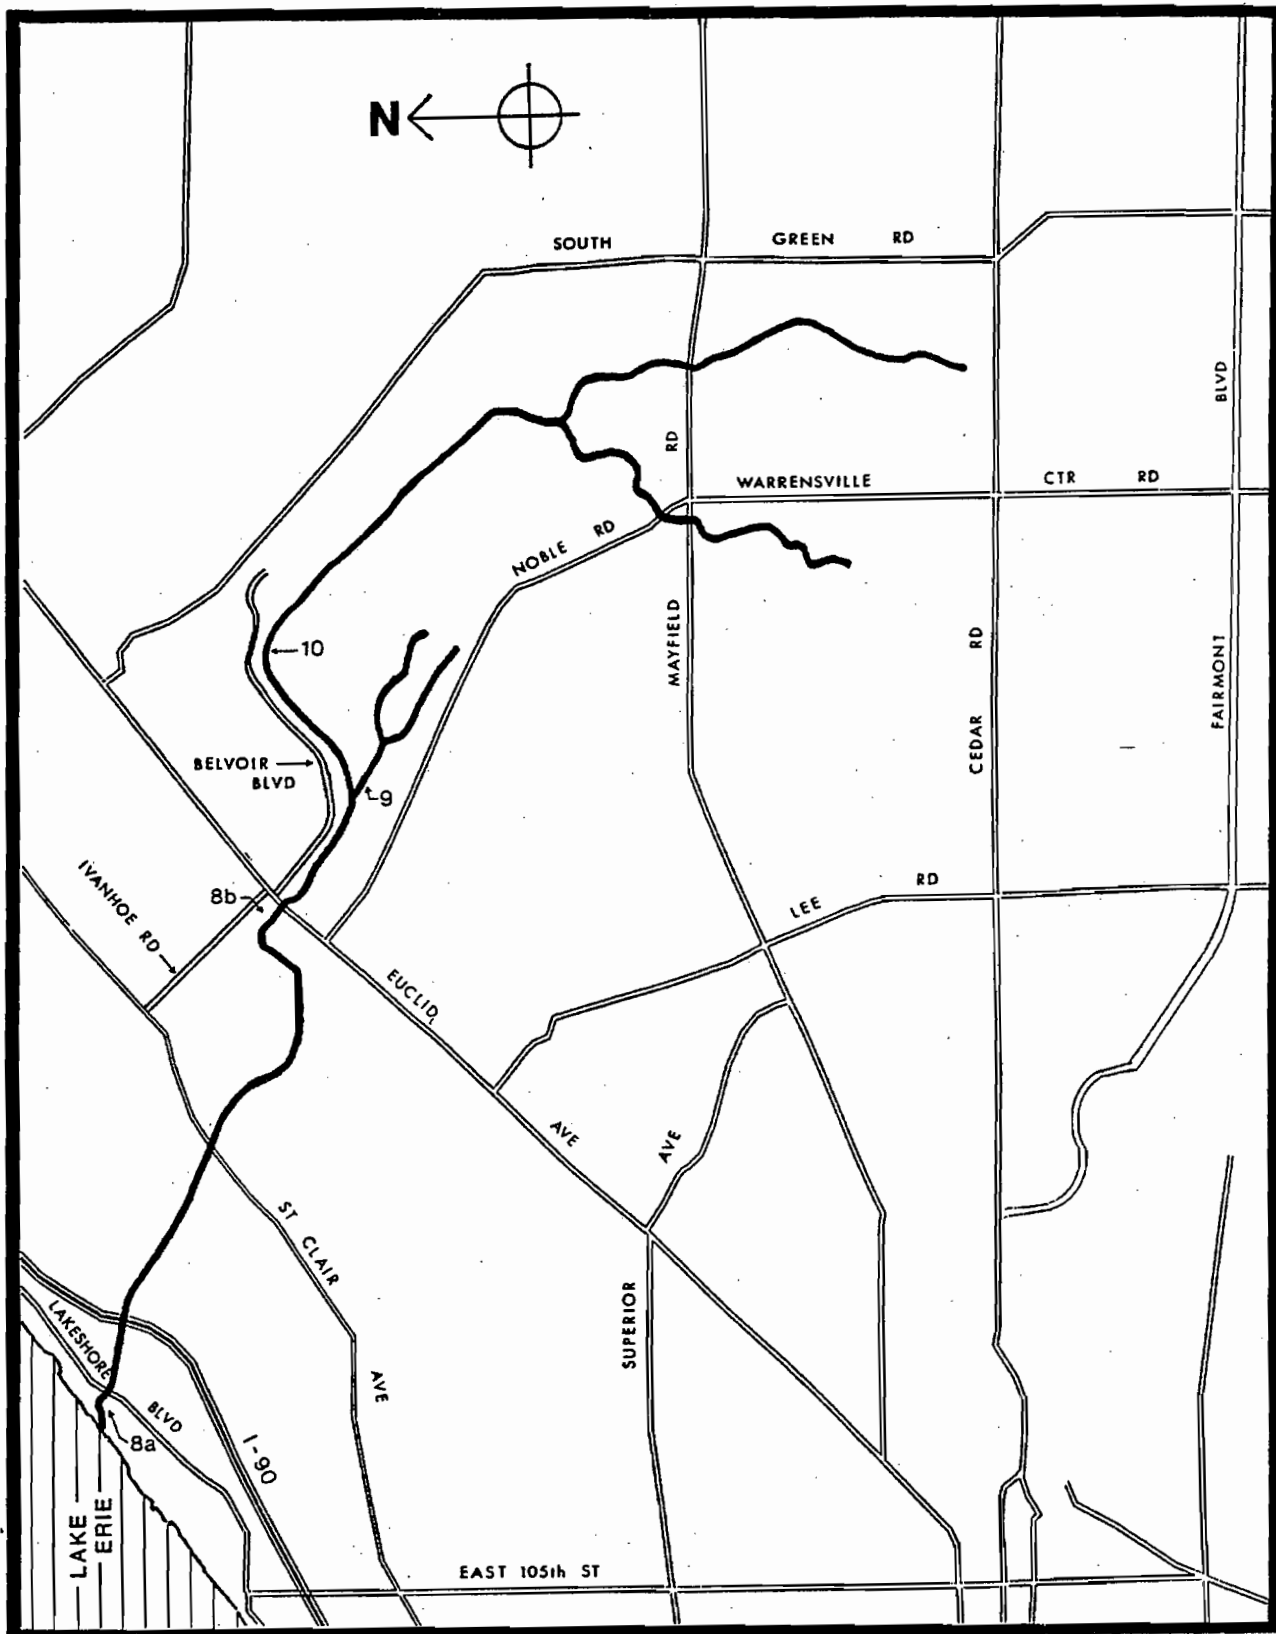 N
SOUTH GREEN RD
BLVD
RD
WARRENSVILLE CTR RD
NOBLE RD
10
MAYFIELD
CEDAR RD
FAIRMONT
BELVOIR
BLVD
9
IVANHOE RD
8b
LEE RD
EUCLID
AVE
AVE
ST CLAIR
AVE
SUPERIOR
LAKESHORE
BLVD
8a
I-90
LAKE
ERIE
EAST 105th ST